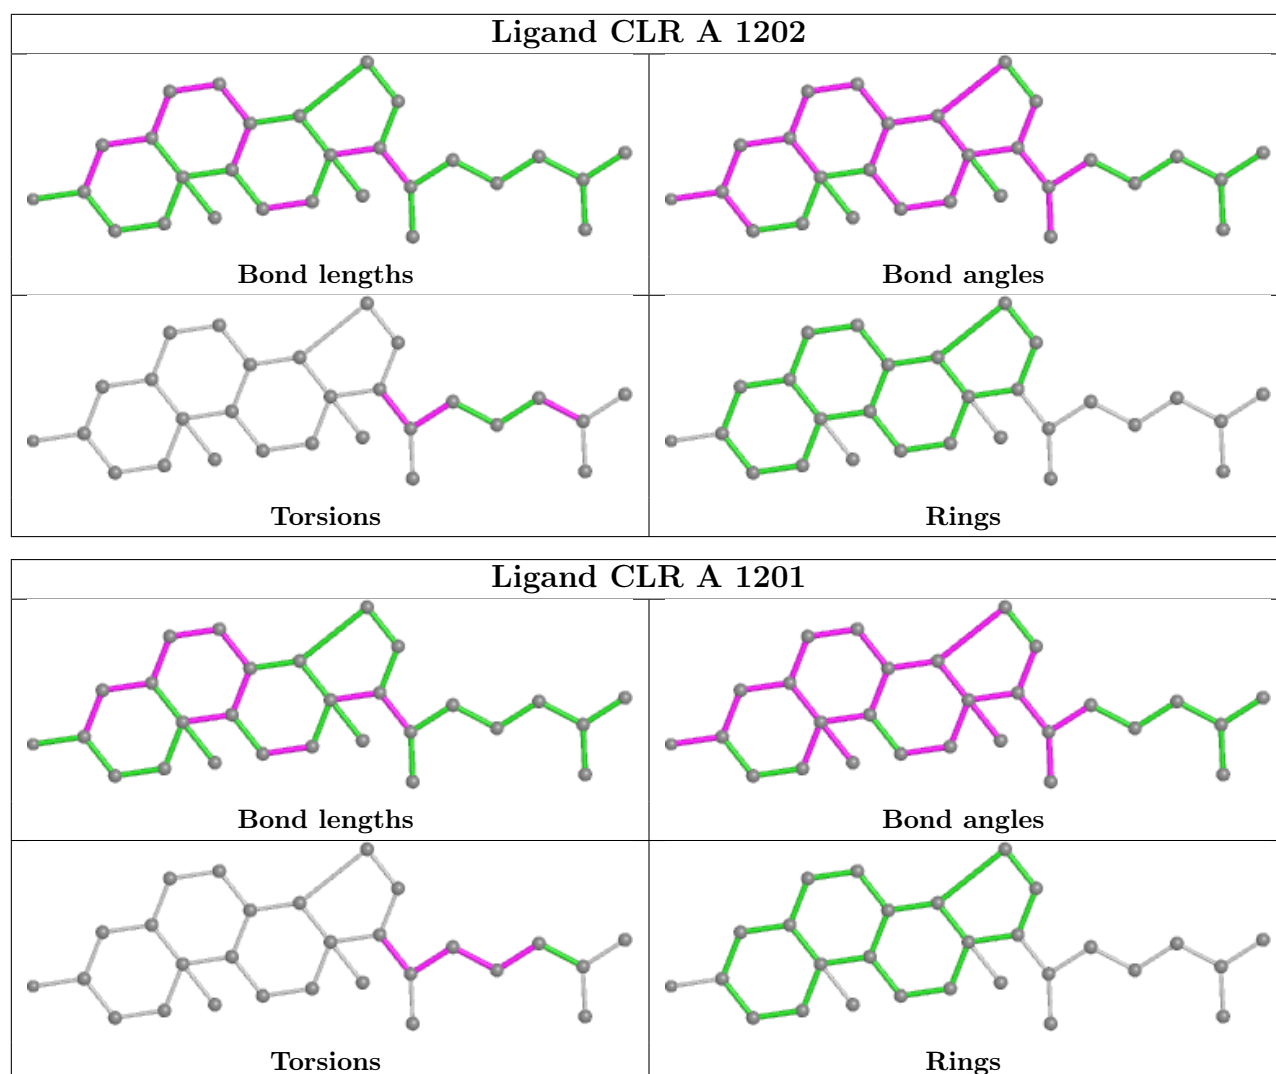 Ligand CLR A 1202
Bond lengths
Bond angles
Torsions
Rings
Ligand CLR A 1201
Bond lengths
Bond angles
Torsions
Rings